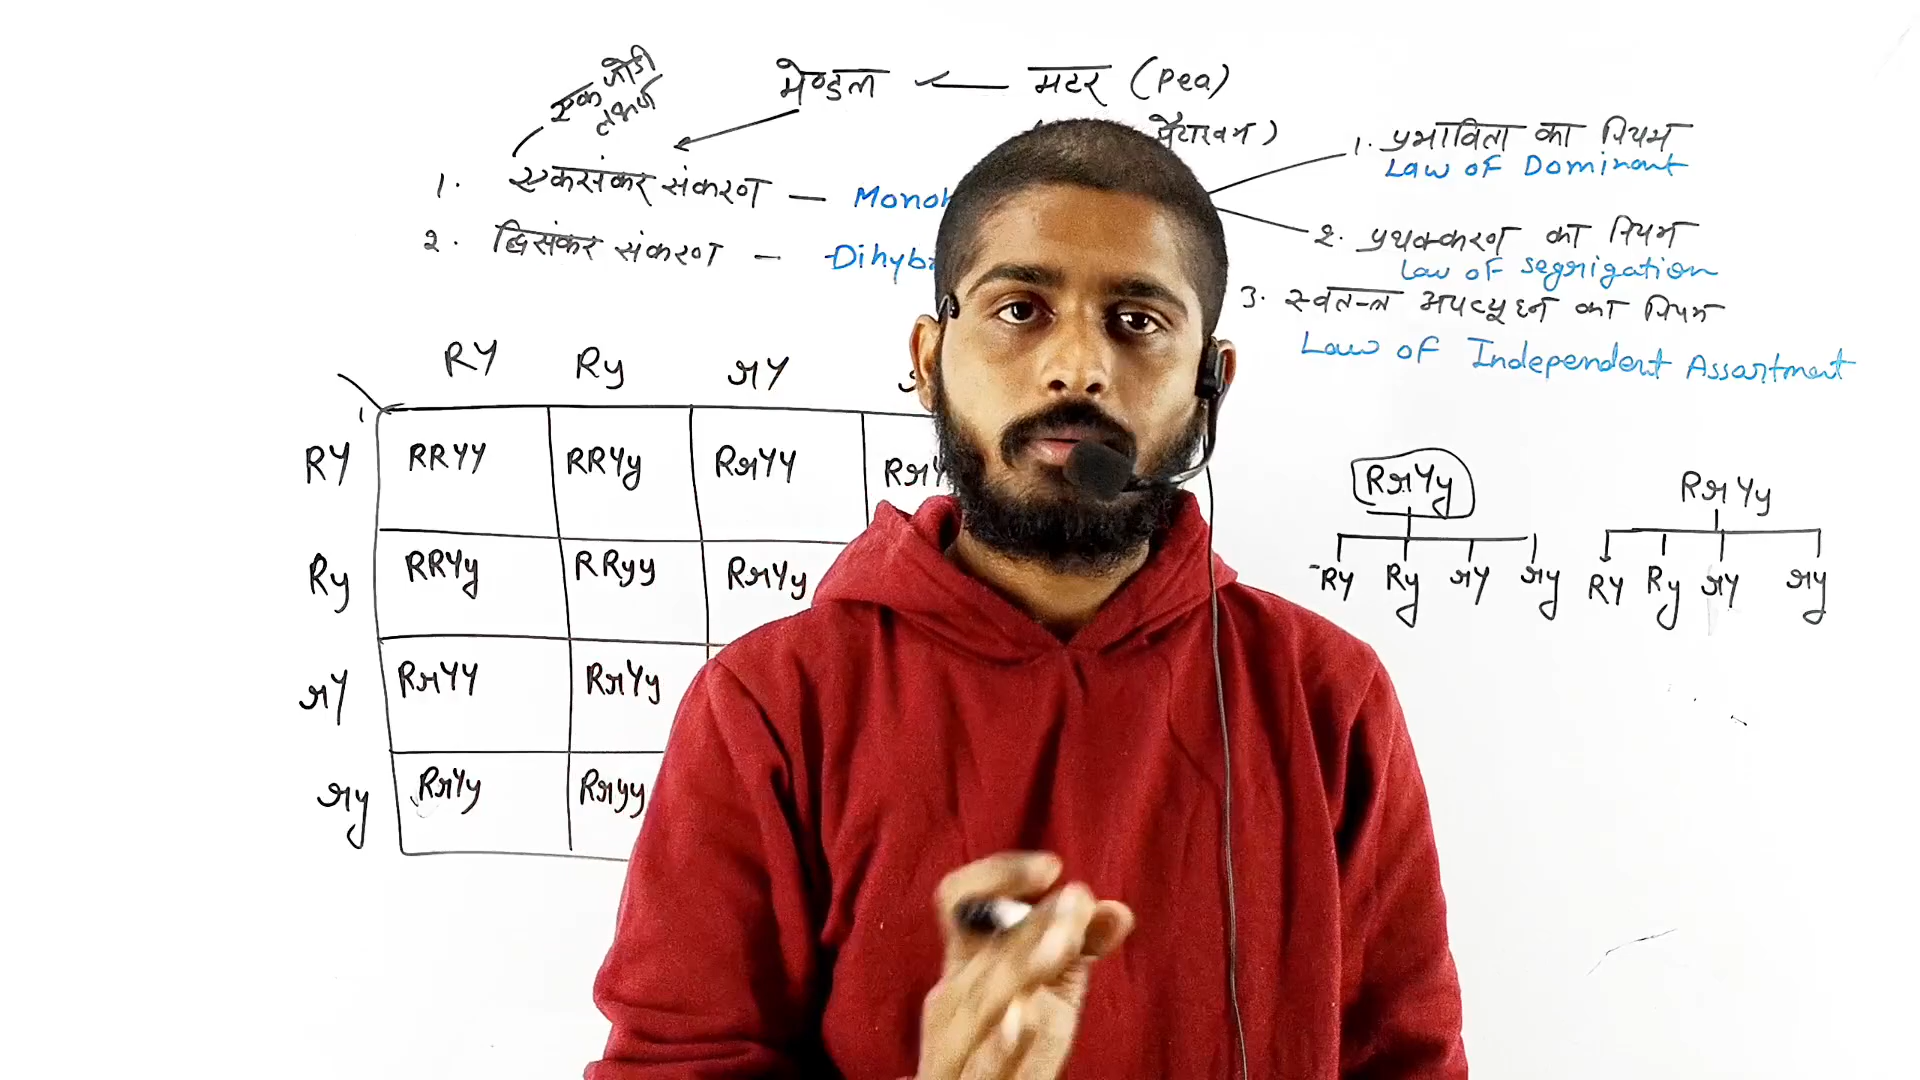 एक जोडी
लक्षण
मेण्डल ← मटर (Pea)
1. एकसंकर संकरण — Monoh
2. द्विसंकर संकरण — Dihyb
1. प्रभाविता का नियम
Law of Dominant
2. प्रथक्करण का नियम
Law of segrigation
3. स्वतन्त्र अपव्यूहन का नियम
Law of Independent Assortment
RY Ry rY
RY RRYY RRYy RrYY RrY
Ry RRYy RRyy RrYy
rY RrYY RrYy
ry RrYy Rryy
RrYy
RY Ry rY ry
RrYy
RY Ry rY ry